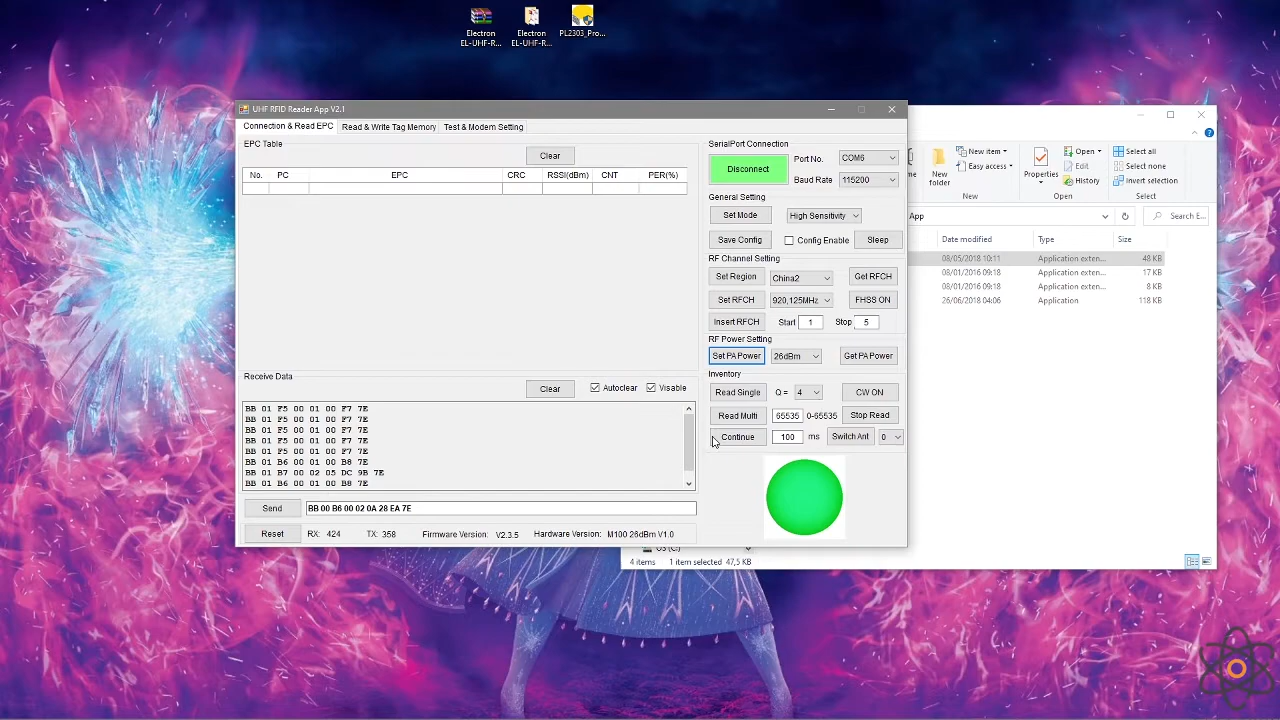 Electron EL-UHF-R...
Electron EL-UHF-R...
PL2303_Pro...
UHF RFID Reader App V2.1
Connection & Read EPC
Read & Write Tag Memory
Test & Modem Setting
EPC Table
Clear
No. PC EPC CRC RSSI(dBm) CNT PER(%)
Receive Data
Clear
Autoclear
Visable
BB 01 F5 00 01 00 F7 7E
BB 01 F5 00 01 00 F7 7E
BB 01 F5 00 01 00 F7 7E
BB 01 F5 00 01 00 F7 7E
BB 01 F5 00 01 00 F7 7E
BB 01 B6 00 01 00 B8 7E
BB 01 B7 00 02 05 DC 9B 7E
BB 01 B6 00 01 00 B8 7E
Send
BB 00 B6 00 02 0A 28 EA 7E
Reset RX: 424 TX: 358 Firmware Version: V2.3.5 Hardware Version: M100 26dBm V1.0
SerialPort Connection
Disconnect
Port No. COM6
Baud Rate 115200
General Setting
Set Mode High Sensitivity
Save Config Config Enable Sleep
RF Channel Setting
Set Region China2 Get RFCH
Set RFCH 920,125MHz FHSS ON
Insert RFCH Start 1 Stop 5
RF Power Setting
Set PA Power 26dBm Get PA Power
Inventory
Read Single Q = 4 CW ON
Read Multi 65535 0-65535 Stop Read
Continue 100 ms Switch Ant 0
New folder
New item
Easy access
New
Properties
Open
Edit
History
Open
Select all
Select none
Invert selection
Select
App
Search E...
Date modified Type Size
08/05/2018 10:11 Application exten... 48 KB
08/01/2016 09:18 Application exten... 17 KB
08/01/2016 09:18 Application exten... 8 KB
26/06/2018 04:06 Application 118 KB
4 items 1 item selected 47,5 KB